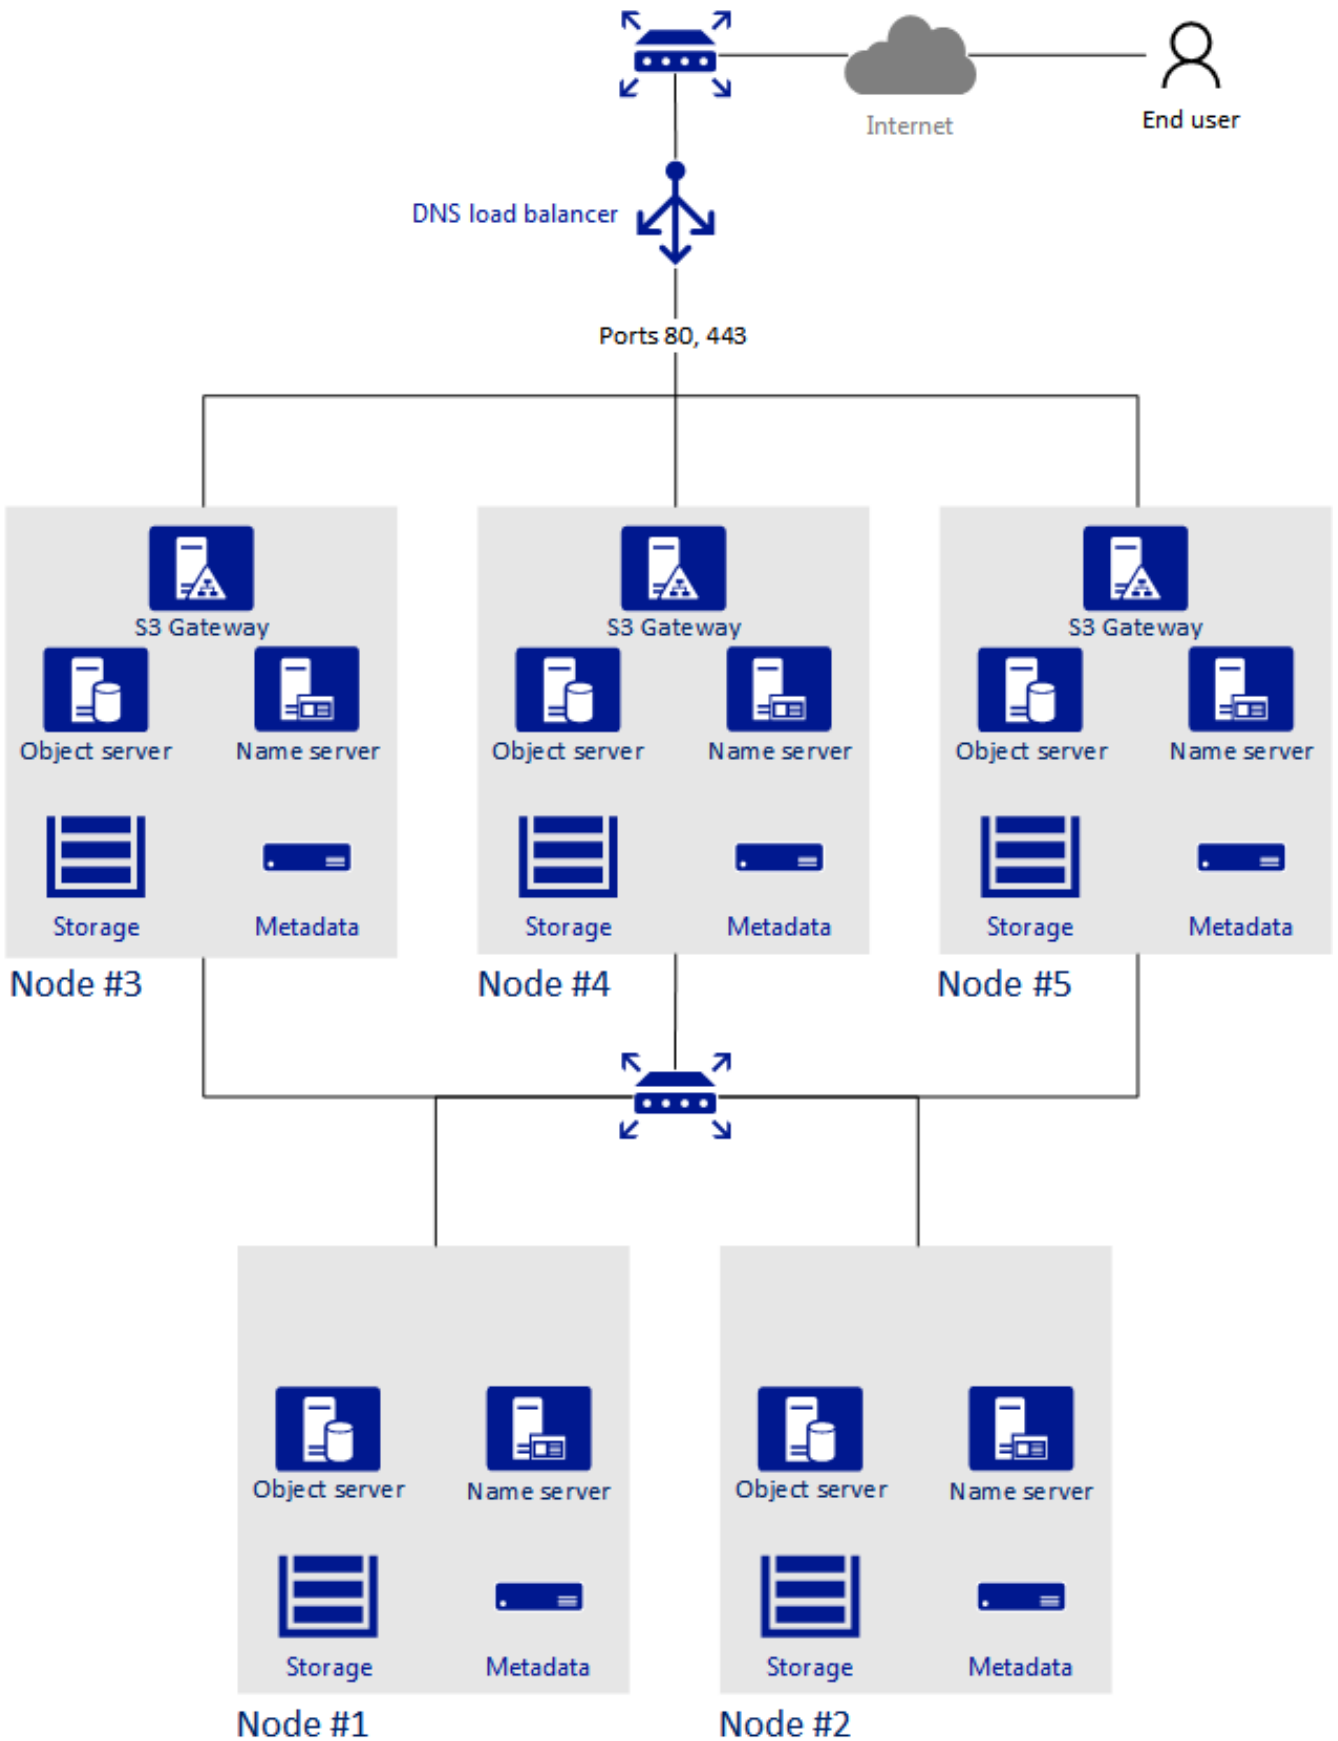 Internet
End user
DNS load balancer
Ports 80, 443
S3 Gateway
S3 Gateway
S3 Gateway
Object server
Name server
Object server
Name server
Object server
Name server
Storage
Metadata
Storage
Metadata
Storage
Metadata
Node #3
Node #4
Node #5
Object server
Name server
Object server
Name server
Storage
Metadata
Storage
Metadata
Node #1
Node #2